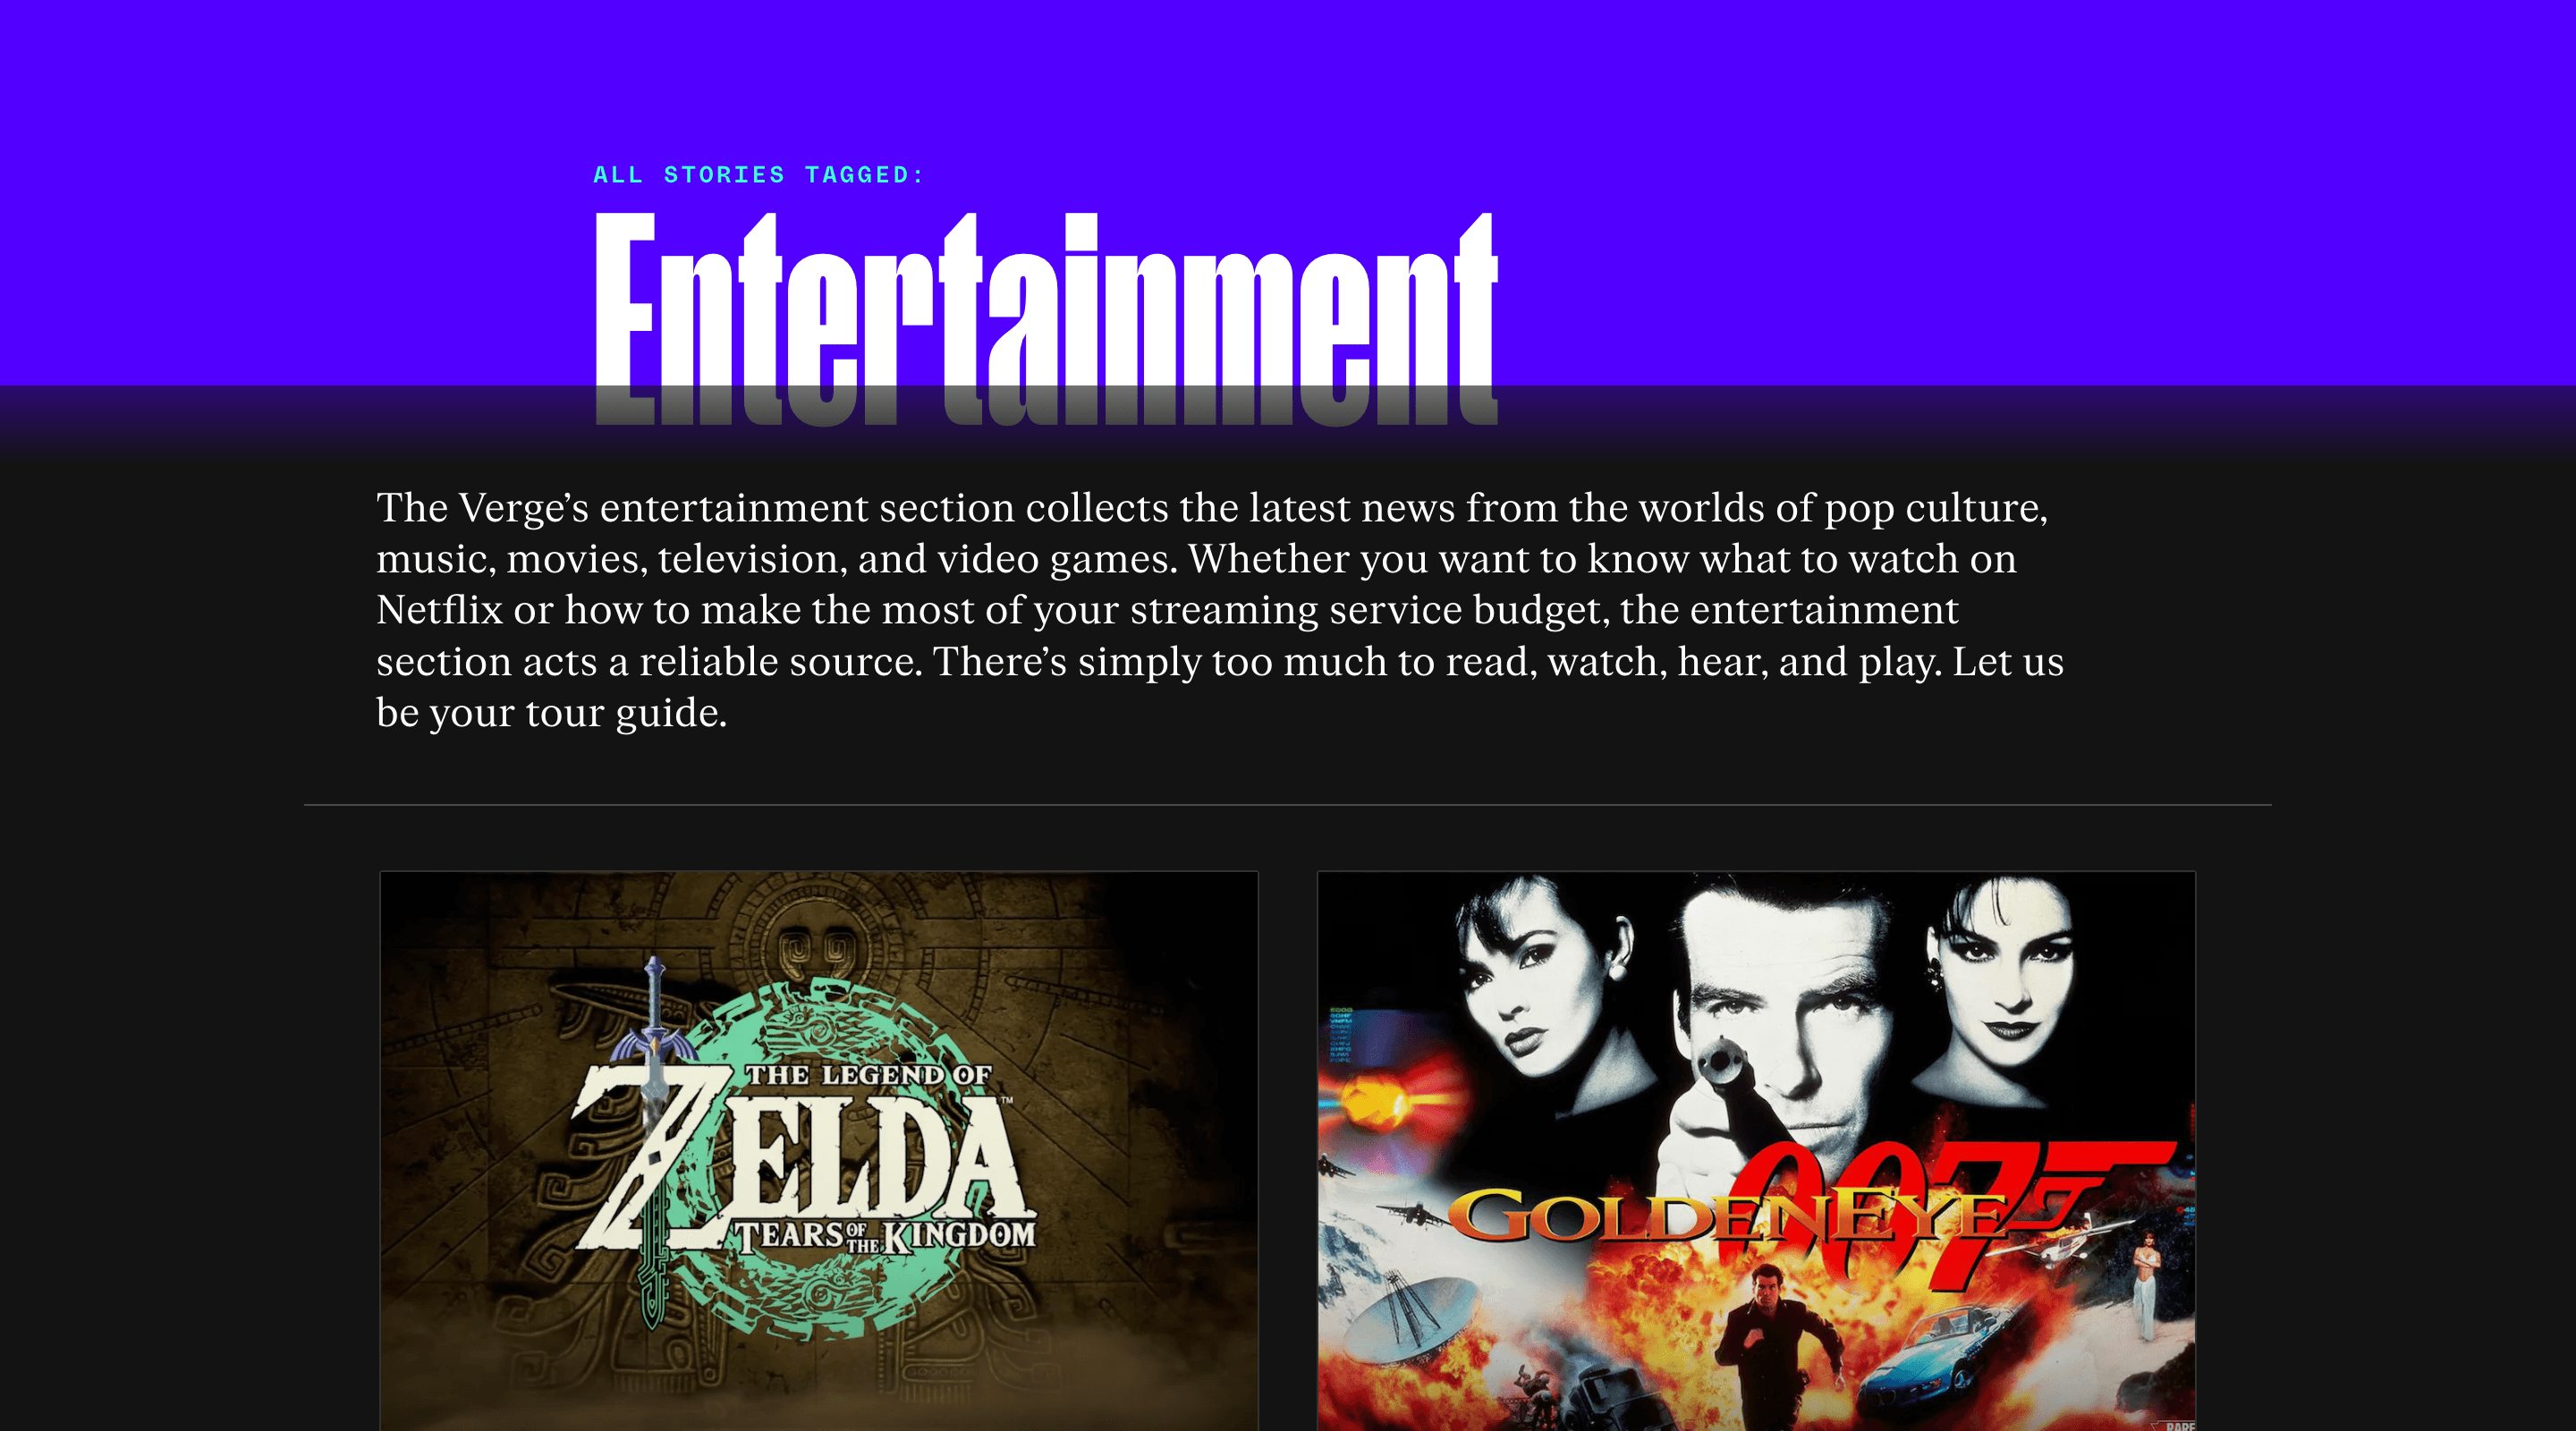 ALL STORIES TAGGED:
Entertainment
The Verge’s entertainment section collects the latest news from the worlds of pop culture,
music, movies, television, and video games. Whether you want to know what to watch on
Netflix or how to make the most of your streaming service budget, the entertainment
section acts a reliable source. There’s simply too much to read, watch, hear, and play. Let us
be your tour guide.
THE LEGEND OF
ZELDA™
TEARS OF THE KINGDOM
007
GOLDENEYE
RARE